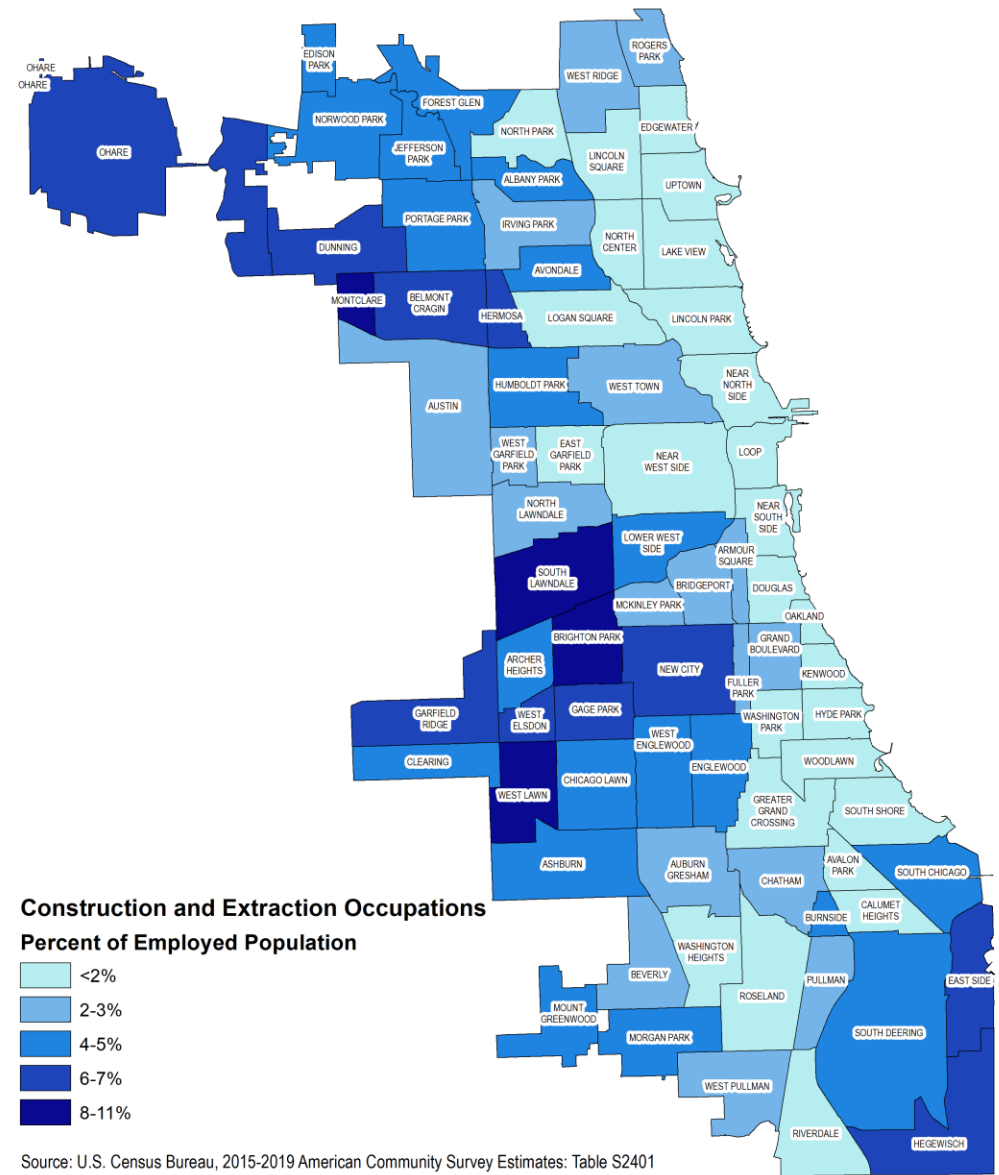 OHARE
OHARE
OHARE
EDISON
PARK
NORWOOD PARK
FOREST GLEN
JEFFERSON
PARK
NORTH PARK
WEST RIDGE
ROGERS
PARK
EDGEWATER
LINCOLN
SQUARE
UPTOWN
ALBANY PARK
PORTAGE PARK
IRVING PARK
NORTH
CENTER
LAKE VIEW
DUNNING
AVONDALE
MONTCLARE
BELMONT
CRAGIN
HERMOSA
LOGAN SQUARE
LINCOLN PARK
HUMBOLDT PARK
WEST TOWN
NEAR
NORTH
SIDE
AUSTIN
WEST
GARFIELD
PARK
EAST
GARFIELD
PARK
NEAR
WEST SIDE
LOOP
NORTH
LAWNDALE
NEAR
SOUTH
SIDE
LOWER WEST
SIDE
ARMOUR
SQUARE
SOUTH
LAWNDALE
BRIDGEPORT
DOUGLAS
MCKINLEY PARK
OAKLAND
BRIGHTON PARK
ARCHER
HEIGHTS
NEW CITY
GRAND
BOULEVARD
FULLER
PARK
KENWOOD
GARFIELD
RIDGE
WEST
ELSDON
GAGE PARK
WASHINGTON
PARK
HYDE PARK
CLEARING
WEST
ENGLEWOOD
ENGLEWOOD
WOODLAWN
WEST LAWN
CHICAGO LAWN
GREATER
GRAND
CROSSING
SOUTH SHORE
ASHBURN
AUBURN
GRESHAM
CHATHAM
AVALON
PARK
SOUTH CHICAGO
BURNSIDE
CALUMET
HEIGHTS
BEVERLY
WASHINGTON
HEIGHTS
ROSELAND
PULLMAN
EAST SIDE
MOUNT
GREENWOOD
MORGAN PARK
SOUTH DEERING
WEST PULLMAN
RIVERDALE
HEGEWISCH
Construction and Extraction Occupations
Percent of Employed Population
<2%
2-3%
4-5%
6-7%
8-11%
Source: U.S. Census Bureau, 2015-2019 American Community Survey Estimates: Table S2401